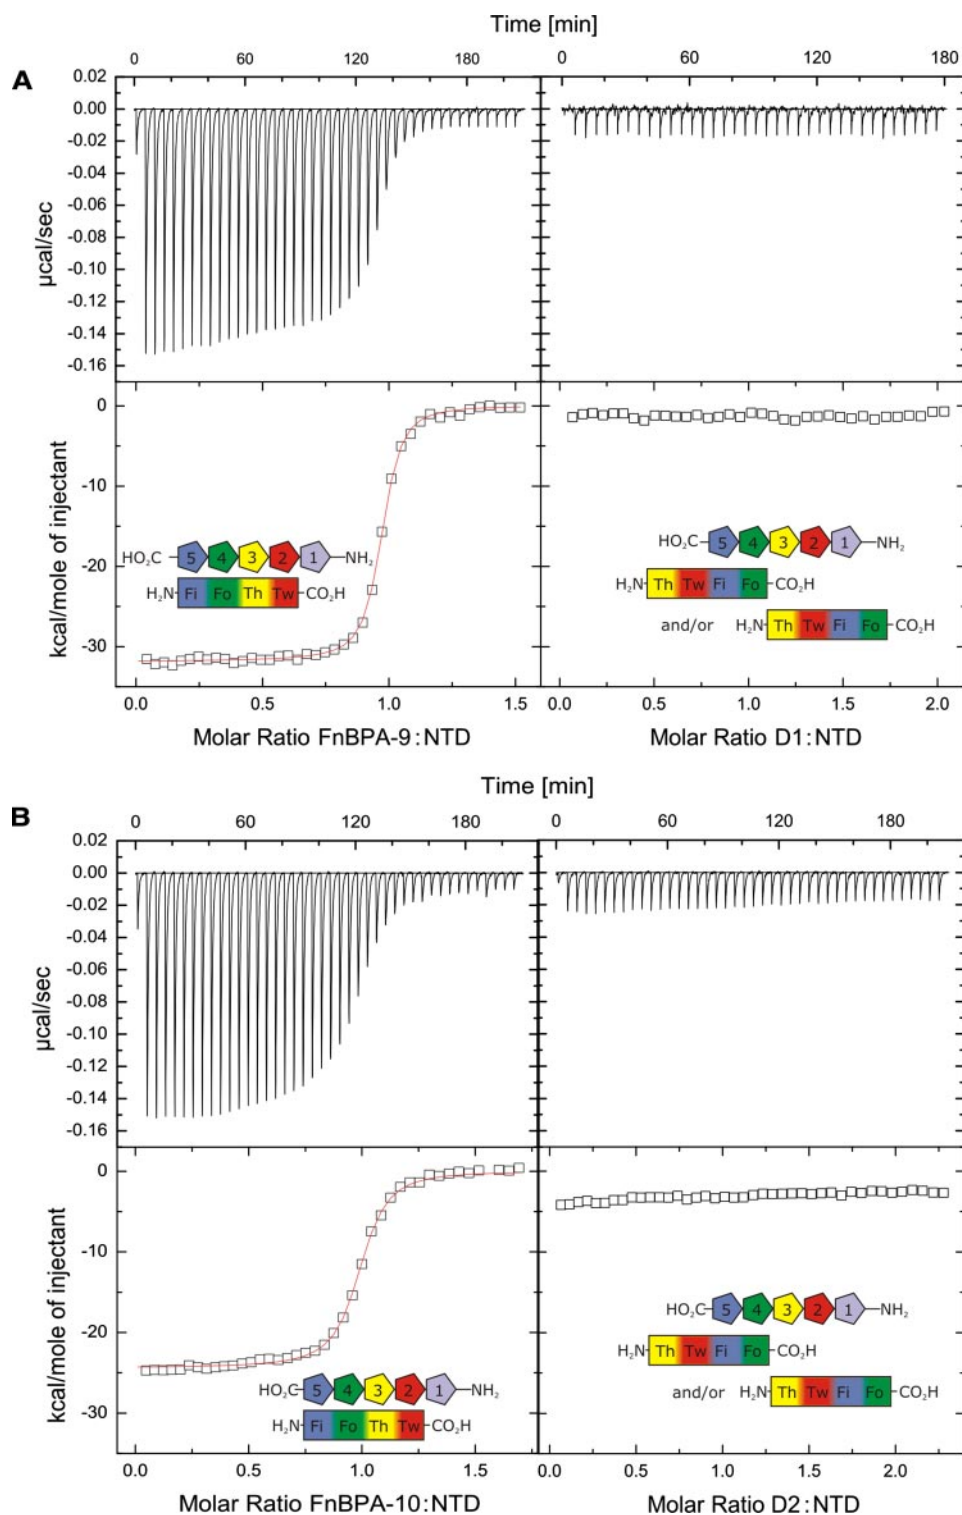 Time [min]
0 60 120 180 0 60 120 180
A
0.02
0.00
-0.02
-0.04
-0.06
-0.08
-0.10
-0.12
-0.14
-0.16
µcal/sec
0
-10
-20
-30
kcal/mole of injectant
HO₂C 5 4 3 2 1 NH₂
H₂N Fi Fo Th Tw CO₂H
HO₂C 5 4 3 2 1 NH₂
H₂N Th Tw Fi Fo CO₂H
and/or H₂N Th Tw Fi Fo CO₂H
0.0 0.5 1.0 1.5 0.0 0.5 1.0 1.5 2.0
Molar Ratio FnBPA-9:NTD Molar Ratio D1:NTD
Time [min]
0 60 120 180 0 60 120 180
B
0.02
0.00
-0.02
-0.04
-0.06
-0.08
-0.10
-0.12
-0.14
-0.16
µcal/sec
0
-10
-20
-30
kcal/mole of injectant
HO₂C 5 4 3 2 1 NH₂
H₂N Fi Fo Th Tw CO₂H
HO₂C 5 4 3 2 1 NH₂
H₂N Th Tw Fi Fo CO₂H
and/or H₂N Th Tw Fi Fo CO₂H
0.0 0.5 1.0 1.5 0.0 0.5 1.0 1.5 2.0
Molar Ratio FnBPA-10:NTD Molar Ratio D2:NTD